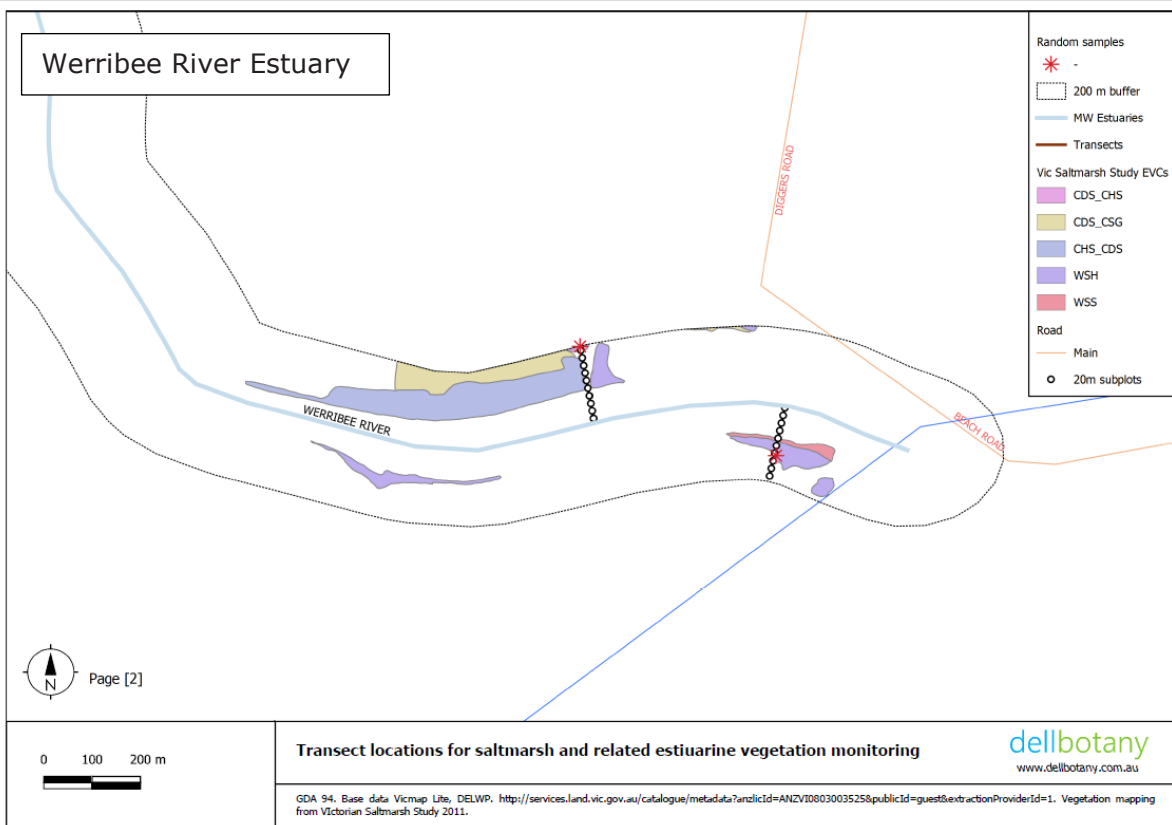 Werribee River Estuary
Random samples
-
200 m buffer
MW Estuaries
Transects
Vic Saltmarsh Study EVCs
CDS_CHS
CDS_CSG
CHS_CDS
WSH
WSS
Road
Main
20m subplots
DIGGERS ROAD
BEACH ROAD
WERRIBEE RIVER
N
Page [2]
0 100 200 m
Transect locations for saltmarsh and related estiuarine vegetation monitoring
dellbotany
www.dellbotany.com.au
GDA 94. Base data Vicmap Lite, DELWP. http://services.land.vic.gov.au/catalogue/metadata?anzlicId=ANZVI0803003525&publicId=guest&extractionProviderId=1. Vegetation mapping
from Victorian Saltmarsh Study 2011.